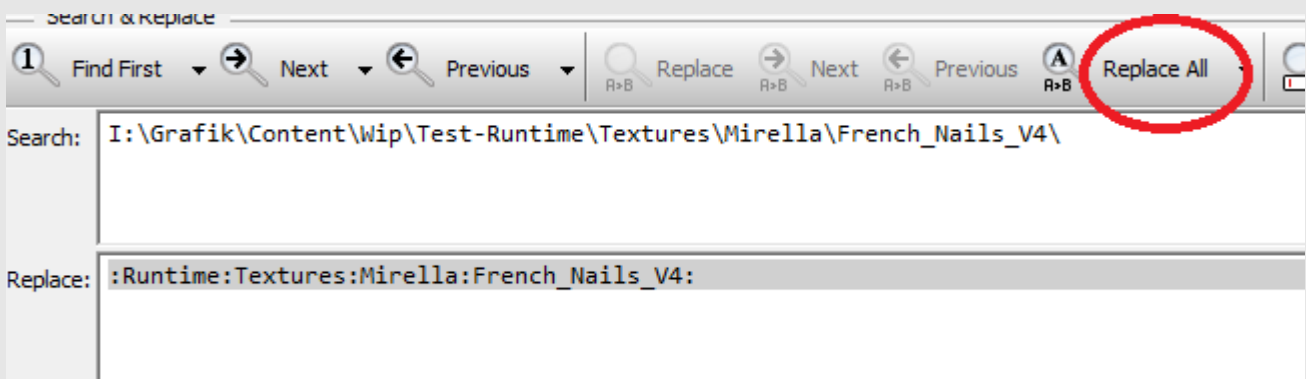 Search & Replace
1 Find First Next Previous A>B Replace A>B Next A>B Previous A A>B Replace All
Search: I:\Grafik\Content\Wip\Test-Runtime\Textures\Mirella\French_Nails_V4\
Replace: :Runtime:Textures:Mirella:French_Nails_V4: